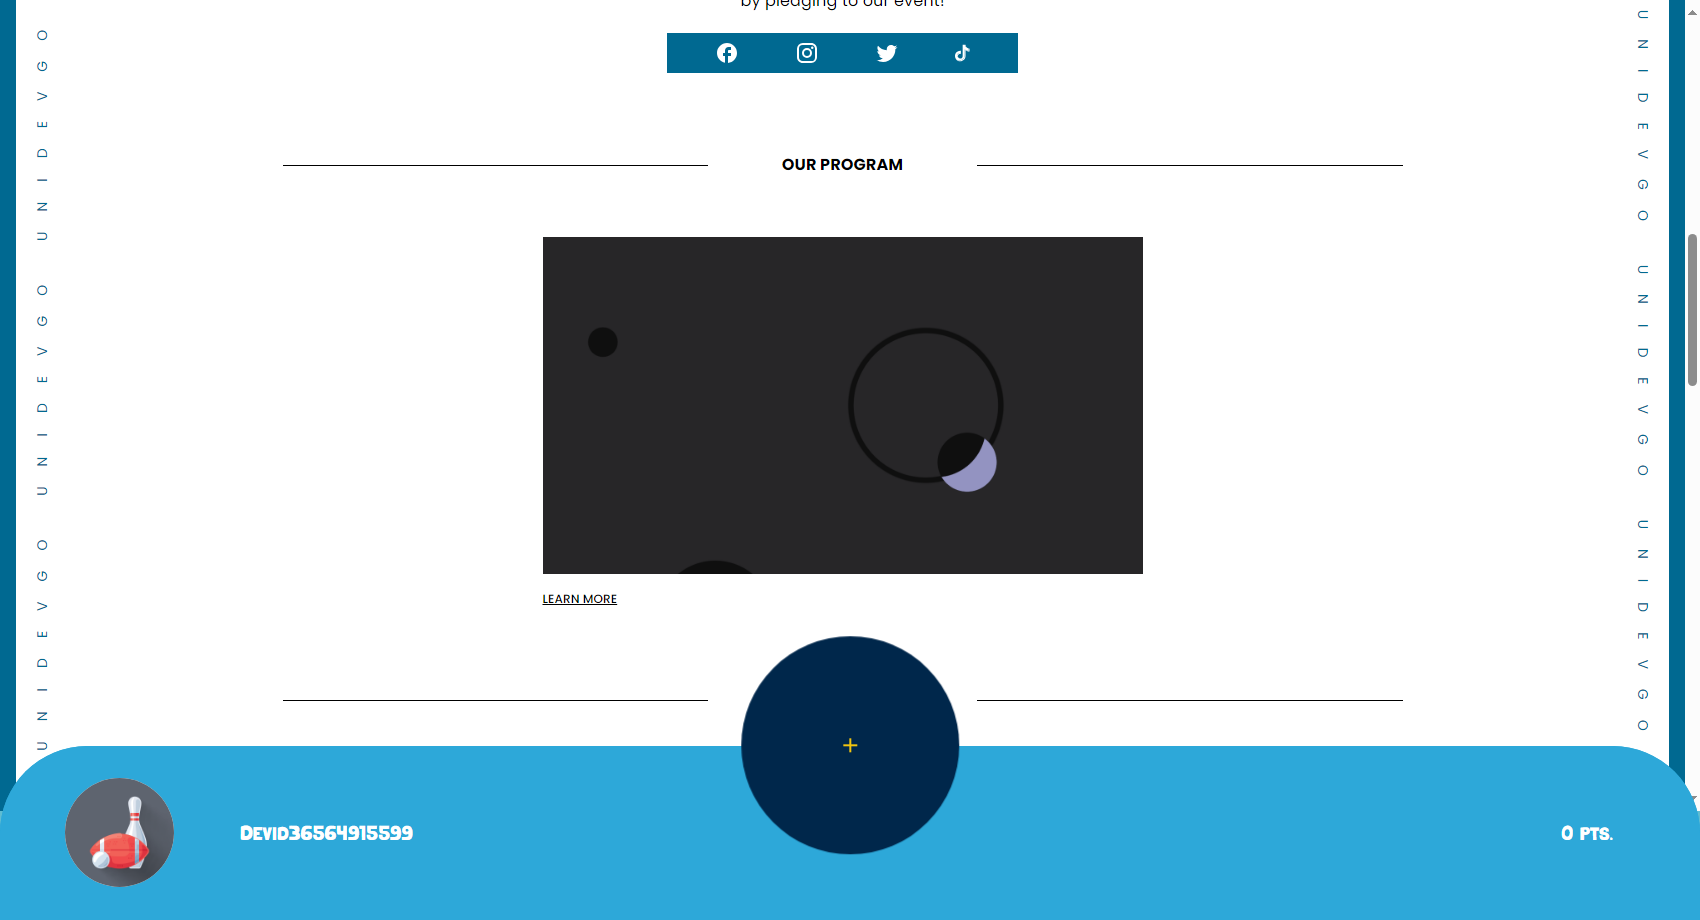 by pledging to our event!
OUR PROGRAM
LEARN MORE
UNIDEVGO UNIDEVGO UNIDEVGO
UNIDEVGO UNIDEVGO UNIDEVGO
+
DEVID36564915599
0 PTS.